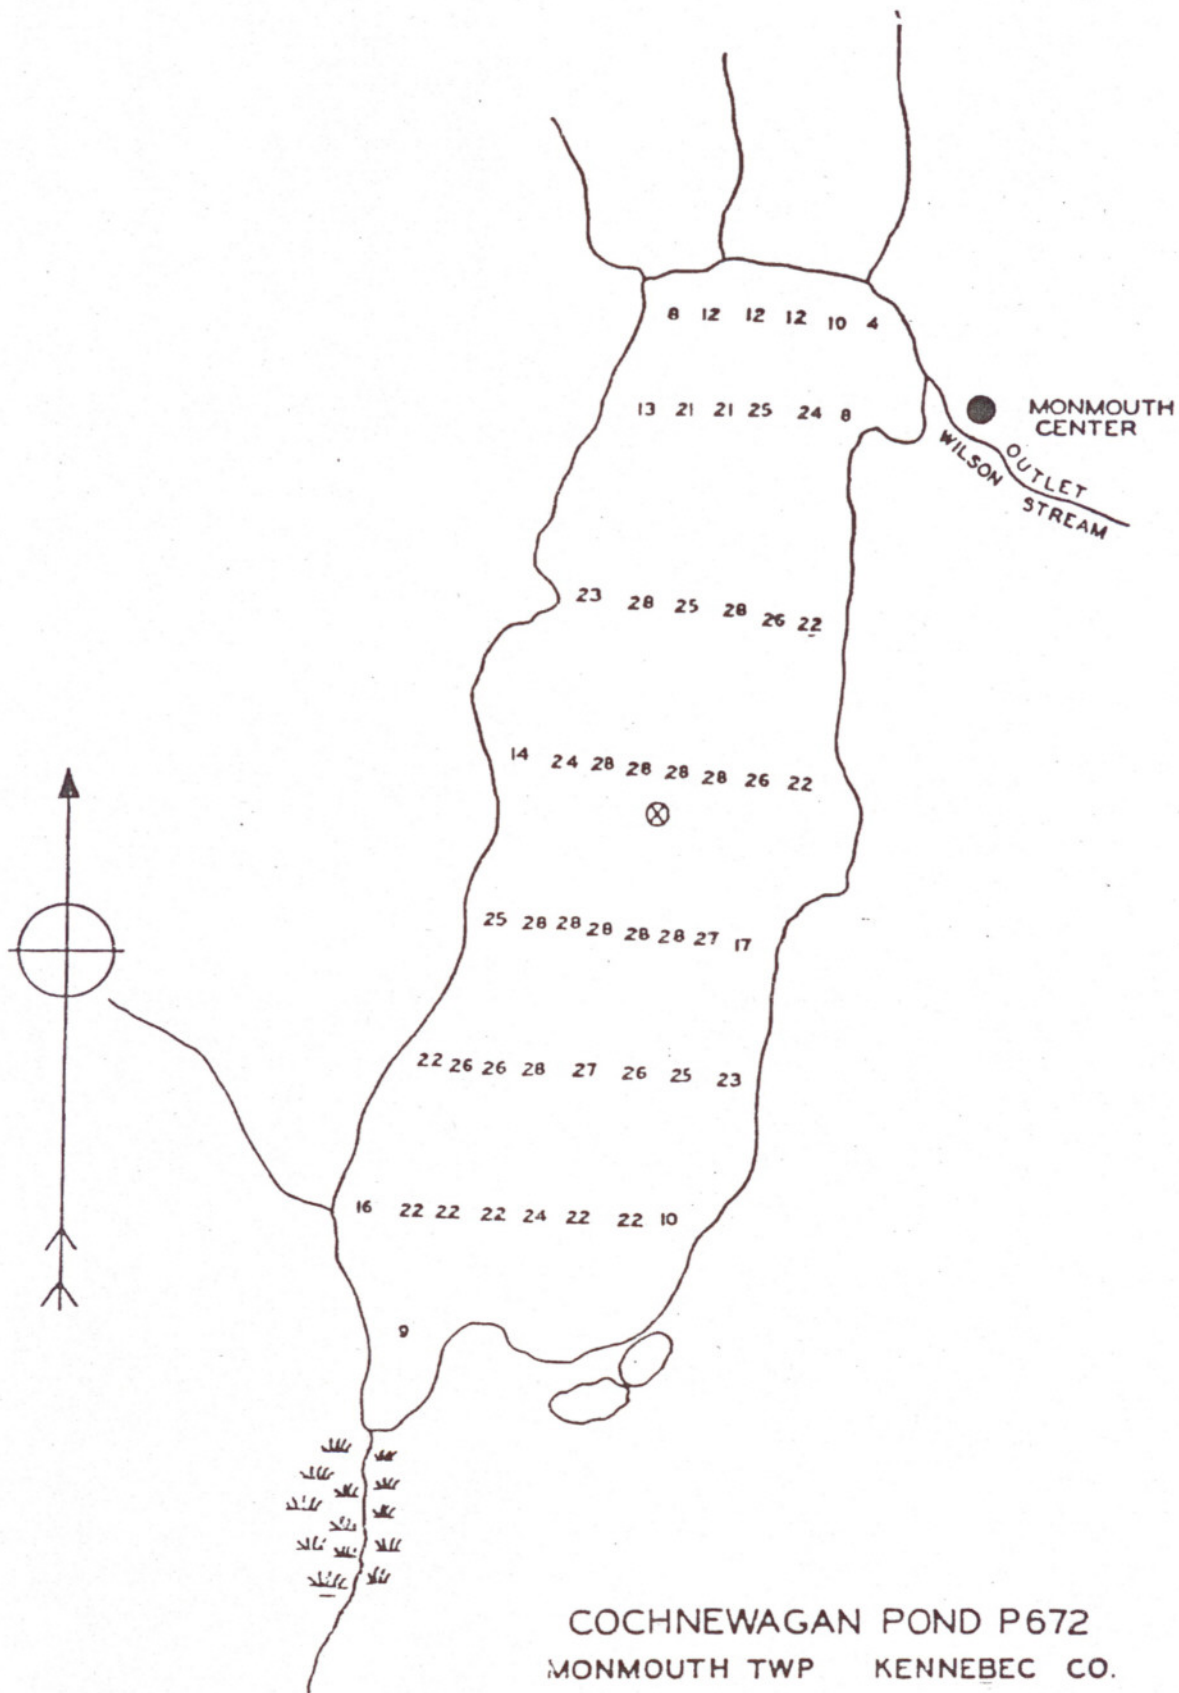 8 12 12 12 10 4
13 21 21 25 24 8
MONMOUTH
CENTER
OUTLET
WILSON STREAM
23 28 25 28 26 22
14 24 28 28 28 28 26 22
25 28 28 28 28 28 27 17
22 26 26 28 27 26 25 23
16 22 22 22 24 22 22 10
9
COCHNEWAGAN POND P672
MONMOUTH TWP KENNEBEC CO.